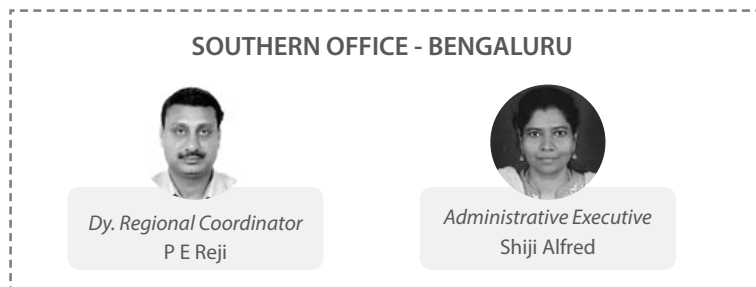 SOUTHERN OFFICE - BENGALURU
Dy. Regional Coordinator
P E Reji
Administrative Executive
Shiji Alfred